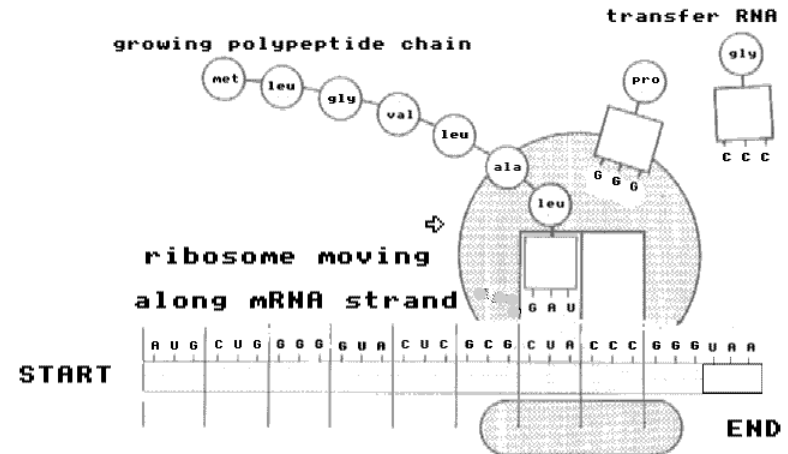 transfer RNA
growing polypeptide chain
gly
met
leu
gly
val
leu
ala
leu
pro
C C C
G G G
ribosome moving
along mRNA strand
G A U
A U G C U G G G G G U A C U C G C G C U A C C C G G G U A A
START
END